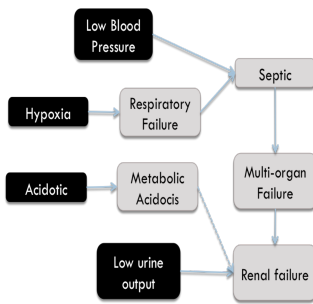 Low Blood
Pressure
Septic
Hypoxia
Respiratory
Failure
Acidotic
Metabolic
Acidocis
Multi-organ
Failure
Low urine
output
Renal failure